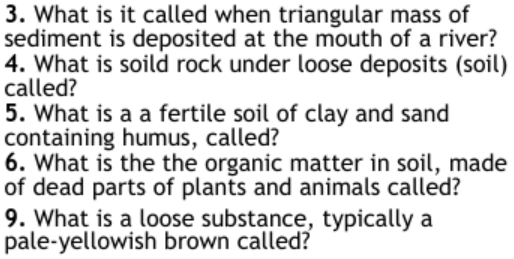 3. What is it called when triangular mass of
sediment is deposited at the mouth of a river?
4. What is soild rock under loose deposits (soil)
called?
5. What is a a fertile soil of clay and sand
containing humus, called?
6. What is the the organic matter in soil, made
of dead parts of plants and animals called?
9. What is a loose substance, typically a
pale-yellowish brown called?